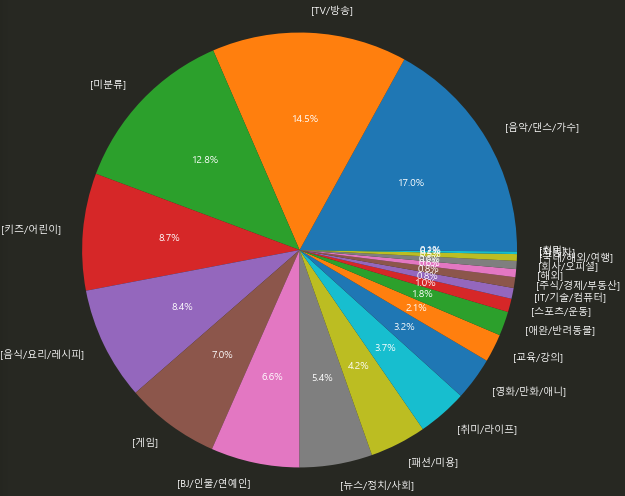 [TV/방송]
14.5%
[음악/댄스/가수]
17.0%
[미분류]
12.8%
[키즈/어린이]
8.7%
[음식/요리/레시피]
8.4%
[게임]
7.0%
[BJ/인물/연예인]
6.6%
[뉴스/정치/사회]
5.4%
[패션/미용]
4.2%
[취미/라이프]
3.7%
[영화/만화/애니]
3.2%
[교육/강의]
2.1%
[애완/반려동물]
1.8%
[스포츠/운동]
1.0%
[IT/기술/컴퓨터]
0.8%
[주식/경제/부동산]
0.8%
[해외]
[회사/오피셜]
[국내/해외/여행]